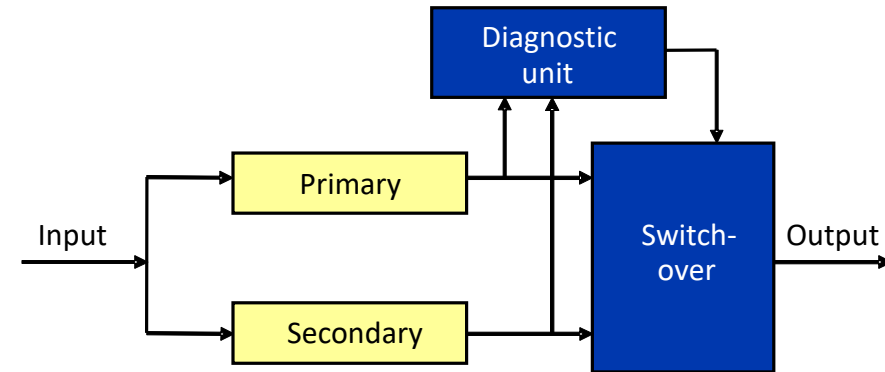 Diagnostic
unit
Primary
Input
Switch-
over
Output
Secondary